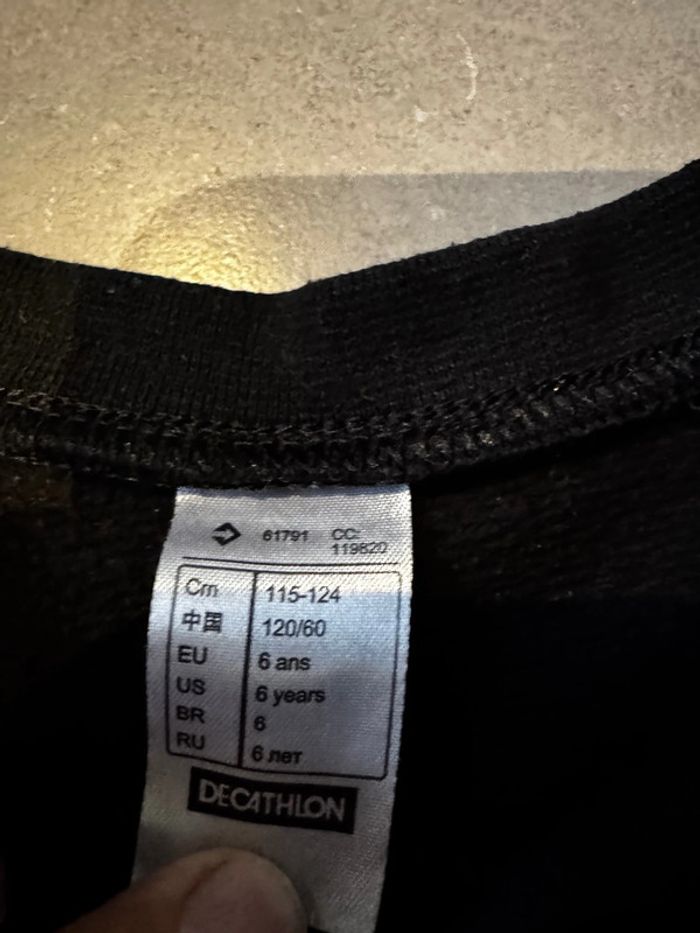 61791 CC:
119820
Cm 115-124
中国 120/60
EU 6 ans
US 6 years
BR 6
RU 6 лет
DECATHLON